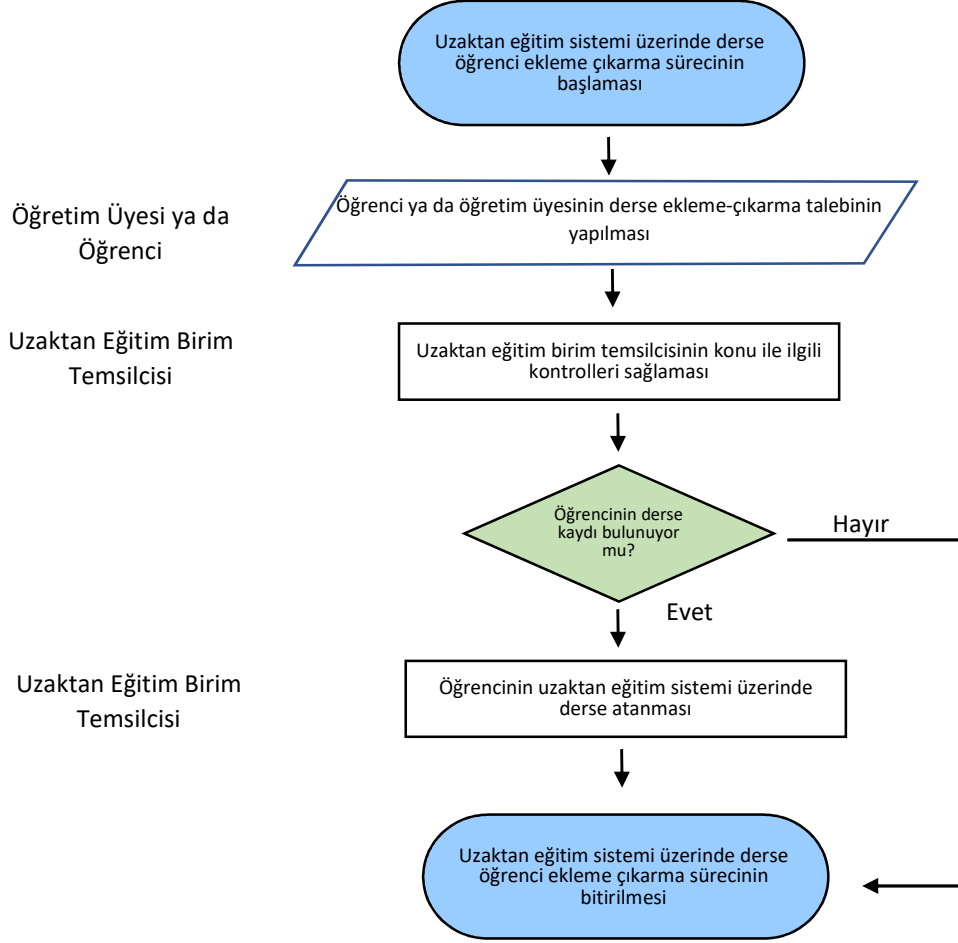 Uzaktan eğitim sistemi üzerinde derse
öğrenci ekleme çıkarma sürecinin
başlaması
Öğretim Üyesi ya da
Öğrenci
Öğrenci ya da öğretim üyesinin derse ekleme-çıkarma talebinin
yapılması
Uzaktan Eğitim Birim
Temsilcisi
Uzaktan eğitim birim temsilcisinin konu ile ilgili
kontrolleri sağlaması
Öğrencinin derse
kaydı bulunuyor
mu?
Hayır
Evet
Uzaktan Eğitim Birim
Temsilcisi
Öğrencinin uzaktan eğitim sistemi üzerinde
derse atanması
Uzaktan eğitim sistemi üzerinde derse
öğrenci ekleme çıkarma sürecinin
bitirilmesi